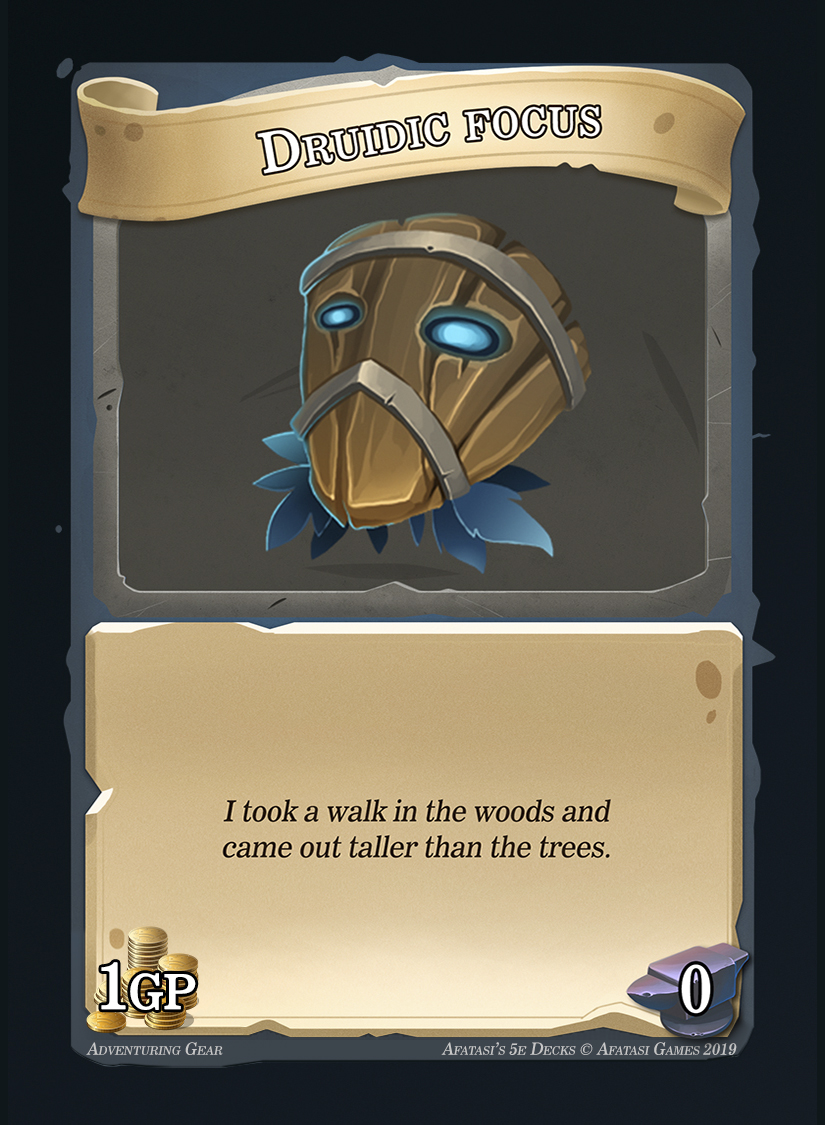 Druidic focus
I took a walk in the woods and
came out taller than the trees.
1GP
0
Adventuring Gear
Afatasi's 5e Decks © Afatasi Games 2019